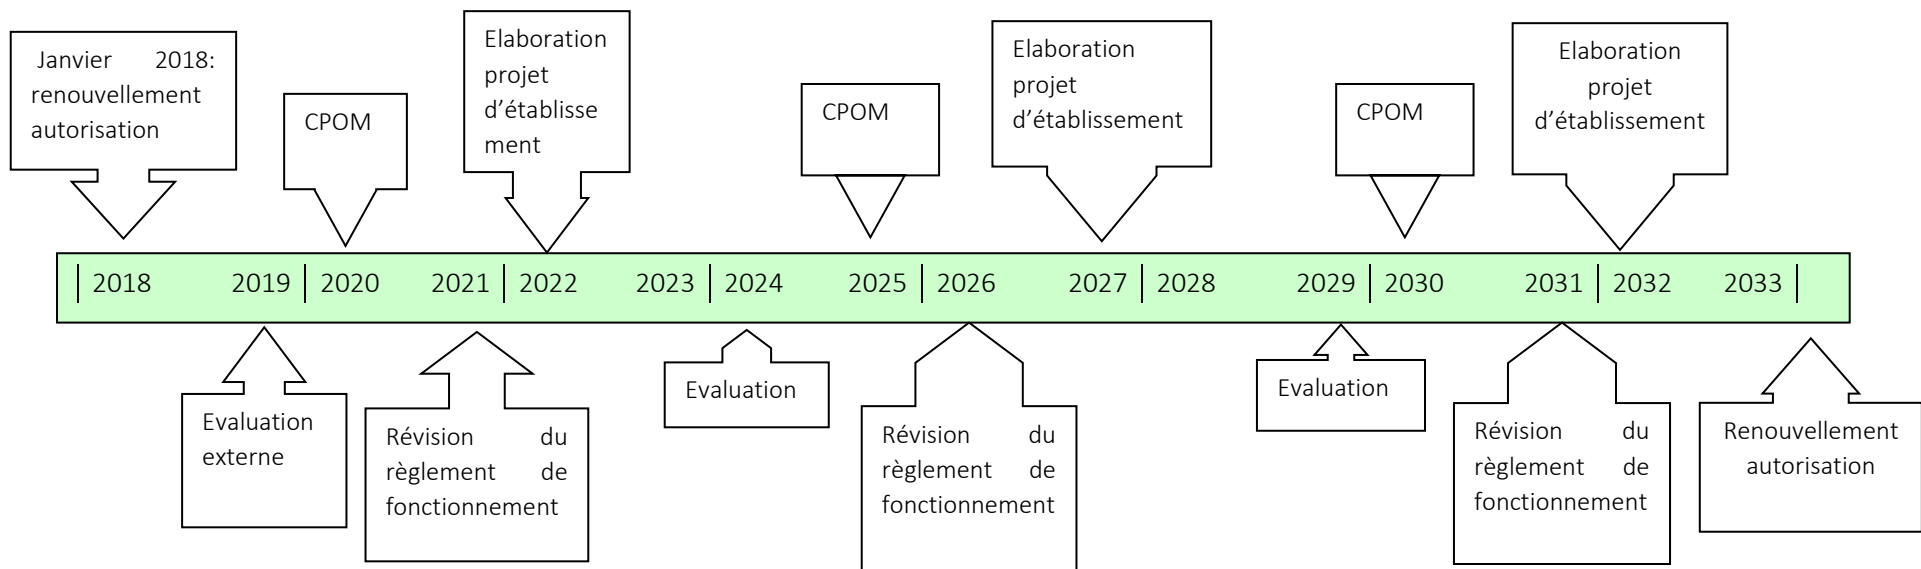 Janvier 2018:
renouvellement
autorisation
CPOM
Elaboration
projet
d’établisse
ment
CPOM
Elaboration
projet
d’établissement
CPOM
Elaboration
projet
d’établissement
2018 2019 2020 2021 2022 2023 2024 2025 2026 2027 2028 2029 2030 2031 2032 2033
Evaluation
externe
Révision du
règlement de
fonctionnement
Evaluation
Révision du
règlement de
fonctionnement
Evaluation
Révision du
règlement de
fonctionnement
Renouvellement
autorisation